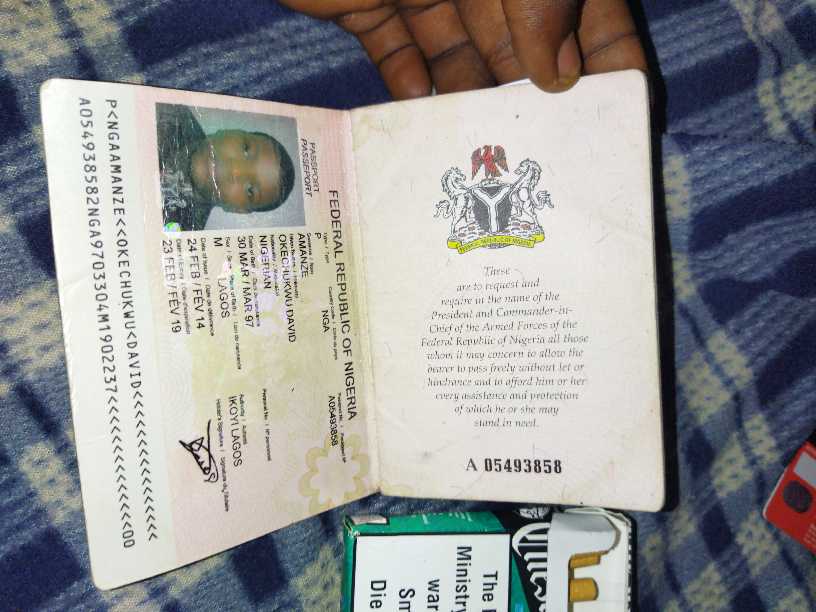 These
are to request and
require in the name of the
President and Commander-in-
Chief of the Armed Forces of the
Federal Republic of Nigeria all those
whom it may concern to allow the
bearer to pass freely without let or
hindrance and to afford him or her
every assistance and protection
of which he or she may
stand in need.
A 05493858
FEDERAL REPUBLIC OF NIGERIA
PASSPORT
PASSEPORT
P
NGA
A05493858
AMANZE
OKECHUKWU DAVID
NIGERIAN
30 MAR / MAR 97
M
LAGOS
24 FEB / FEV 14
IKOYI LAGOS
23 FEB / FEV 19
P<NGAAMANZE<<OKECHUKWU<DAVID<<<<<<<<<<<<<<<
A054938582NGA9703304M1902237<<<<<<<<<<<<<<00
The
Ministry
war
Sm
Die